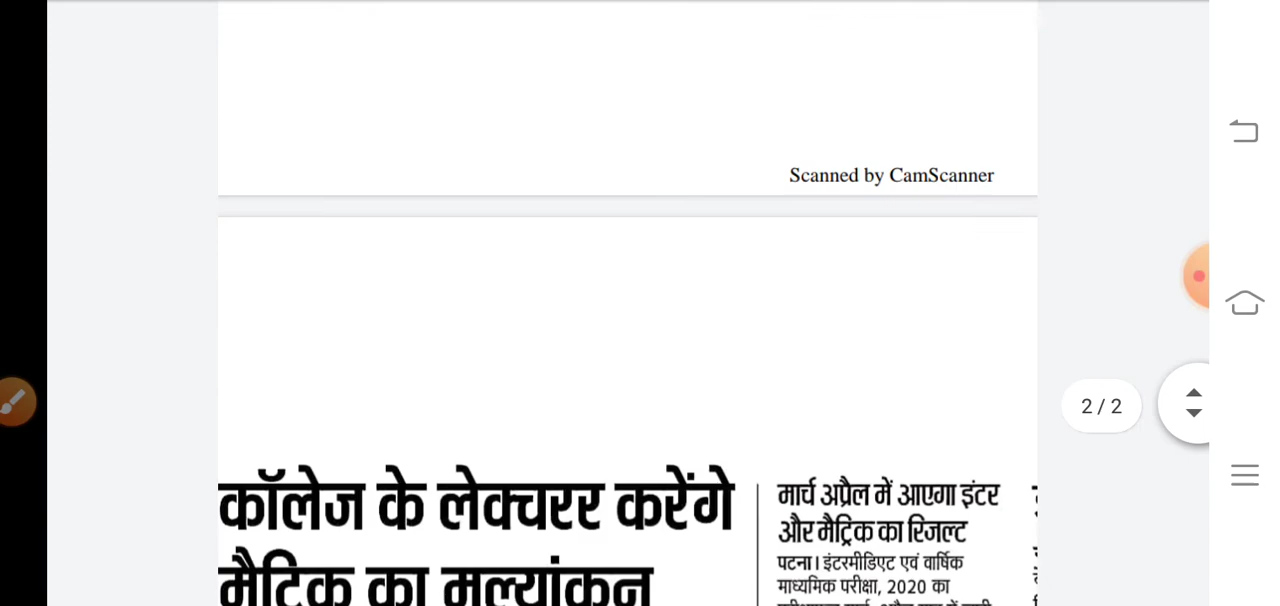 Scanned by CamScanner
2 / 2
कॉलेज के लेक्चरर करेंगे
मैट्रिक का मूल्यांकन
मार्च अप्रैल में आएगा इंटर
और मैट्रिक का रिजल्ट
पटना। इंटरमीडिएट एवं वार्षिक
माध्यमिक परीक्षा, 2020 का